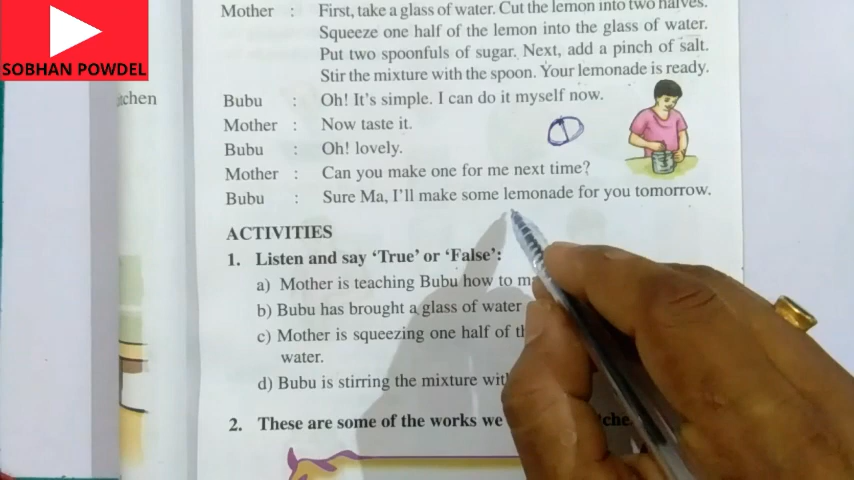 SOBHAN POWDEL
Mother : First, take a glass of water. Cut the lemon into two halves.
Squeeze one half of the lemon into the glass of water.
Put two spoonfuls of sugar. Next, add a pinch of salt.
Stir the mixture with the spoon. Your lemonade is ready.
Bubu : Oh! It's simple. I can do it myself now.
Mother : Now taste it.
Bubu : Oh! lovely.
Mother : Can you make one for me next time?
Bubu : Sure Ma, I'll make some lemonade for you tomorrow.
ACTIVITIES
1. Listen and say 'True' or 'False':
a) Mother is teaching Bubu how to
b) Bubu has brought a glass of water
c) Mother is squeezing one half of
water.
d) Bubu is stirring the mixture
2. These are some of the works we